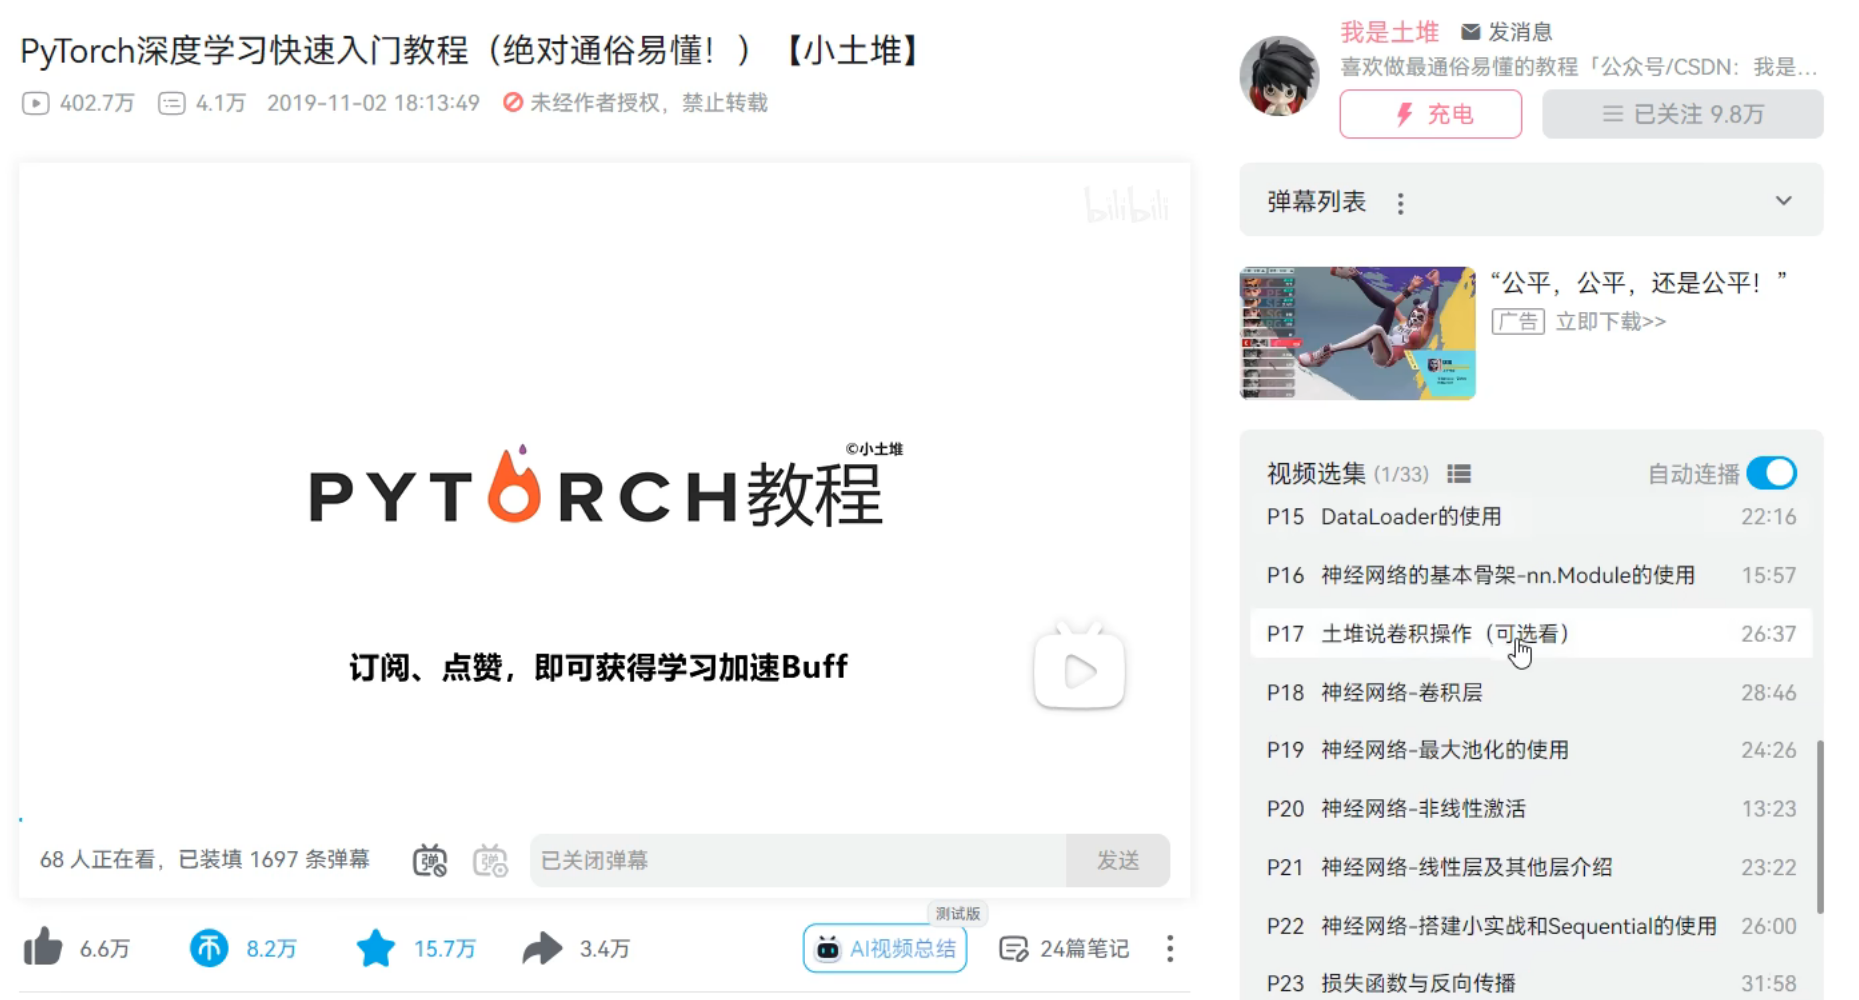 PyTorch深度学习快速入门教程（绝对通俗易懂！）【小土堆】
402.7万 4.1万 2019-11-02 18:13:49 未经作者授权，禁止转载
bilibili
©小土堆
PYTORCH教程
订阅、点赞，即可获得学习加速Buff
68 人正在看，已装填 1697 条弹幕
弹
弹
已关闭弹幕
发送
6.6万
8.2万
15.7万
3.4万
测试版
AI视频总结
24篇笔记
我是土堆 发消息
喜欢做最通俗易懂的教程「公众号/CSDN：我是...
充电
已关注 9.8万
弹幕列表
“公平，公平，还是公平！”
广告 立即下载>>
视频选集 (1/33) 自动连播
P15 DataLoader的使用 22:16
P16 神经网络的基本骨架-nn.Module的使用 15:57
P17 土堆说卷积操作（可选看） 26:37
P18 神经网络-卷积层 28:46
P19 神经网络-最大池化的使用 24:26
P20 神经网络-非线性激活 13:23
P21 神经网络-线性层及其他层介绍 23:22
P22 神经网络-搭建小实战和Sequential的使用 26:00
P23 损失函数与反向传播 31:58